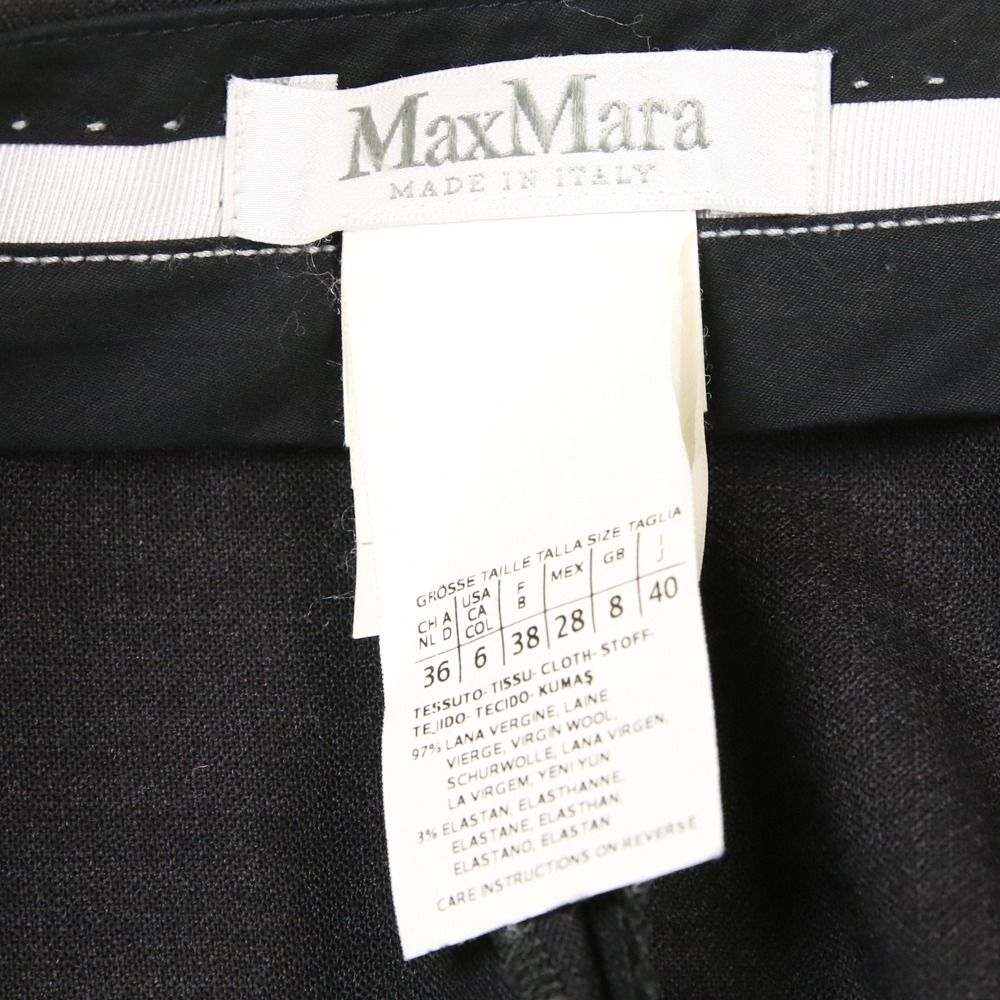 MaxMara
MADE IN ITALY
GRÖSSE TAILLE TALLA SIZE TAGLIA
CH A USA F MEX GB I
NL D CA B J
COL
36 6 38 28 8 40
TESSUTO-TISSU-CLOTH-STOFF-
TEJIDO-TECIDO-KUMAŞ
97% LANA VERGINE, LAINE
VIERGE, VIRGIN WOOL,
SCHURWOLLE, LANA VIRGEN,
LA VIRGEM, YENI YUN
3% ELASTAN, ELASTHANNE,
ELASTANE, ELASTHAN,
ELASTANO, ELASTAN
CARE INSTRUCTIONS ON REVERSE